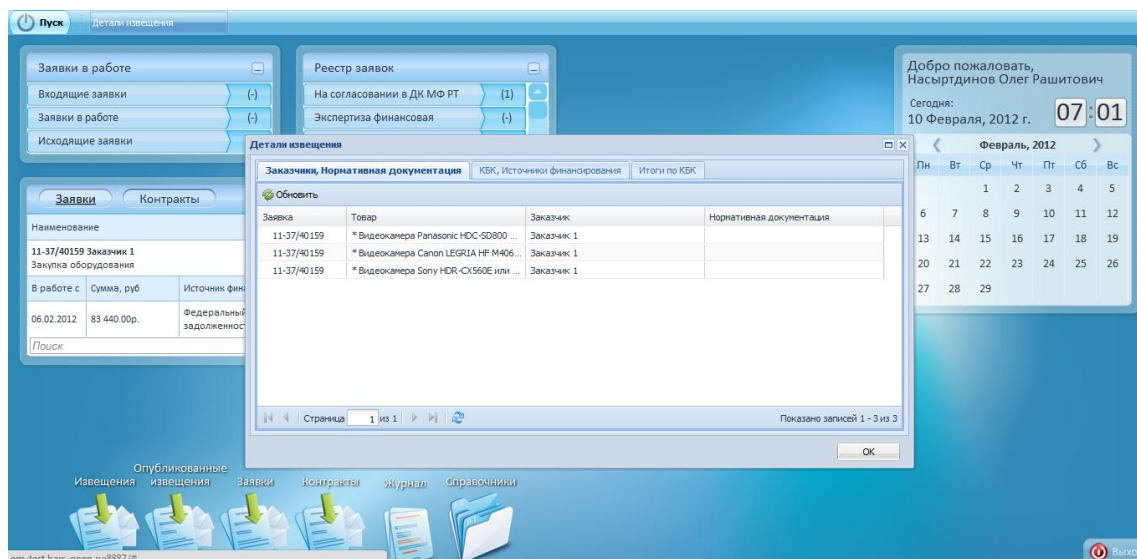 Пуск
Детали извещения
Заявки в работе
Входящие заявки (-)
Заявки в работе (-)
Исходящие заявки
Реестр заявок
На согласовании в ДК МФ РТ (1)
Экспертиза финансовая (-)
Добро пожаловать,
Насыртдинов Олег Рашитович
Сегодня:
10 Февраля, 2012 г.
07:01
Февраль, 2012
Пн Вт Ср Чт Пт Сб Вс
1 2 3 4 5
6 7 8 9 10 11 12
13 14 15 16 17 18 19
20 21 22 23 24 25 26
27 28 29
Заявки Контракты
Наименование
11-37/40159 Заказчик 1
Закупка оборудования
В работе с Сумма, руб Источник фин
06.02.2012 83 440.00р. Федеральный
задолженнос
Поиск
Детали извещения
Заказчики, Нормативная документация КБК, Источники финансирования Итоги по КБК
Обновить
Заявка Товар Заказчик Нормативная документация
11-37/40159 * Видеокамера Panasonic HDC-SD800 ... Заказчик 1
11-37/40159 * Видеокамера Canon LEGRIA HF M406... Заказчик 1
11-37/40159 * Видеокамера Sony HDR-CX560E или ... Заказчик 1
Страница 1 из 1 Показано записей 1 - 3 из 3
OK
Извещения
Опубликованные
извещения
Заявки
Контракты
Журнал
Справочники